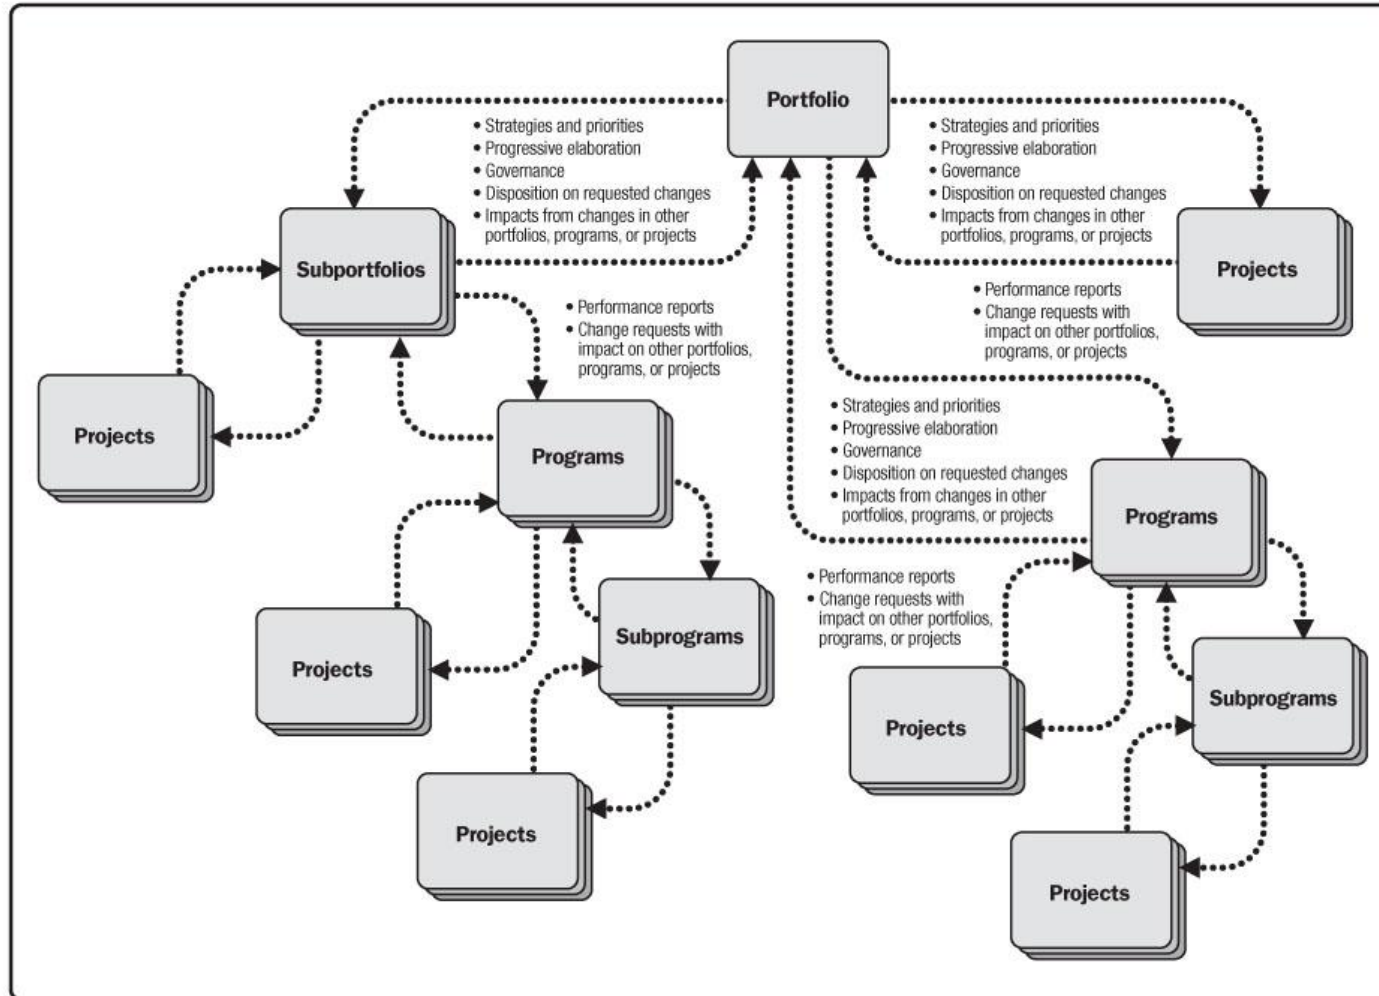 Portfolio
• Strategies and priorities
• Progressive elaboration
• Governance
• Disposition on requested changes
• Impacts from changes in other
portfolios, programs, or projects
• Strategies and priorities
• Progressive elaboration
• Governance
• Disposition on requested changes
• Impacts from changes in other
portfolios, programs, or projects
Subportfolios
Projects
• Performance reports
• Change requests with
impact on other portfolios,
programs, or projects
• Performance reports
• Change requests with
impact on other portfolios,
programs, or projects
Projects
Programs
• Strategies and priorities
• Progressive elaboration
• Governance
• Disposition on requested changes
• Impacts from changes in other
portfolios, programs, or projects
Programs
• Performance reports
• Change requests with
impact on other portfolios,
programs, or projects
Projects
Subprograms
Projects
Subprograms
Projects
Projects